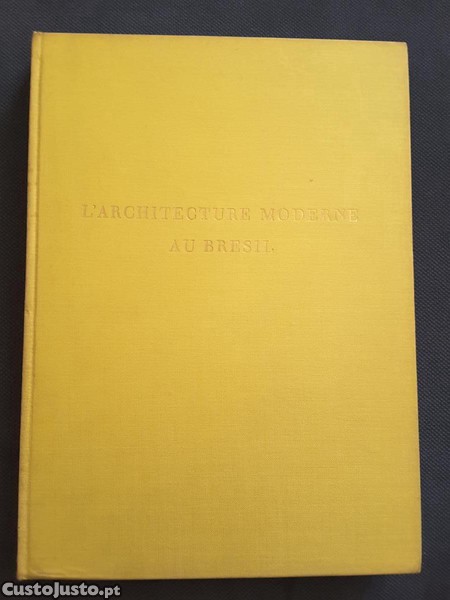 L'ARCHITECTURE MODERNE
AU BRESIL
CustoJusto.pt